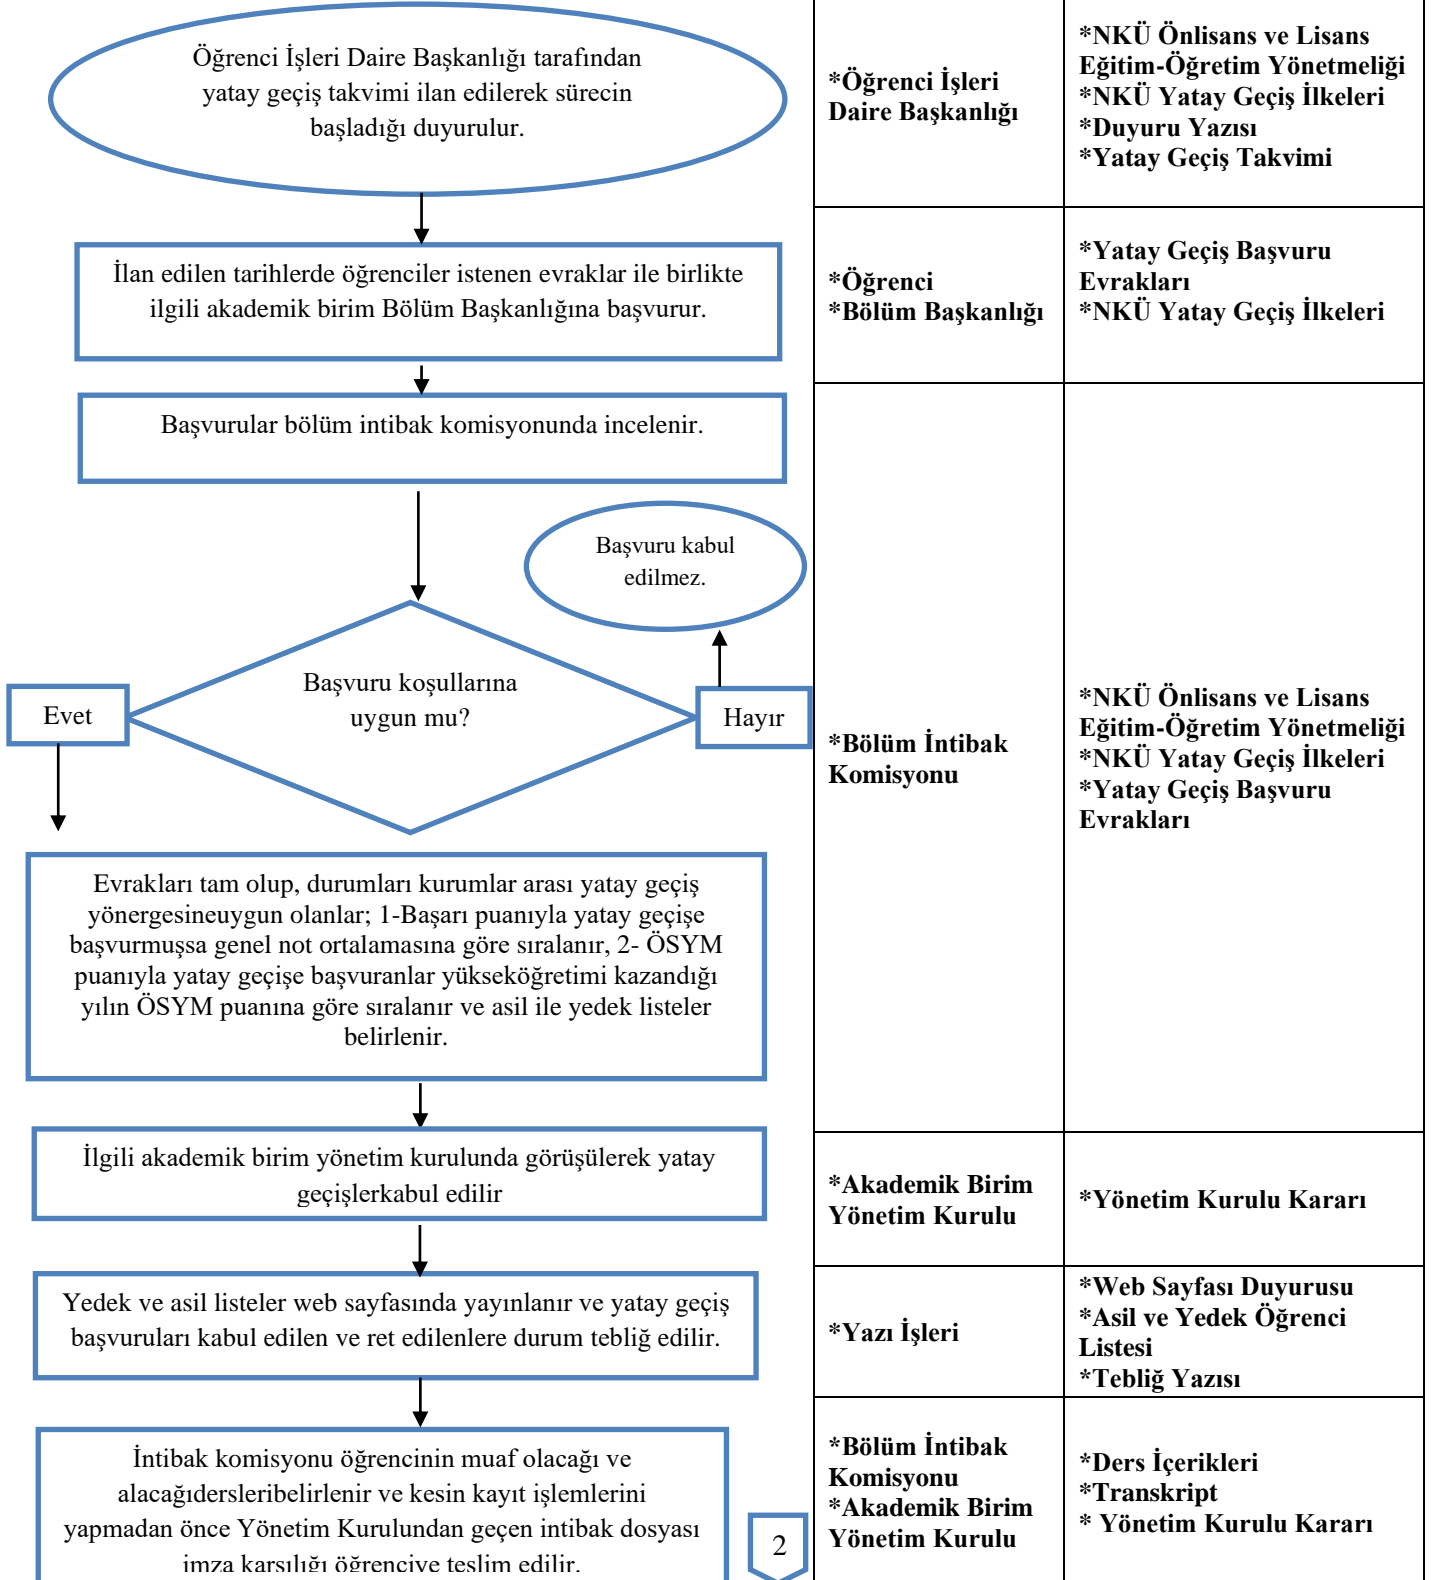 Öğrenci İşleri Daire Başkanlığı tarafından
yatay geçiş takvimi ilan edilerek sürecin
başladığı duyurulur.
*Öğrenci İşleri
Daire Başkanlığı
*NKÜ Önlisans ve Lisans
Eğitim-Öğretim Yönetmeliği
*NKÜ Yatay Geçiş İlkeleri
*Duyuru Yazısı
*Yatay Geçiş Takvimi
İlan edilen tarihlerde öğrenciler istenen evraklar ile birlikte
ilgili akademik birim Bölüm Başkanlığına başvurur.
*Öğrenci
*Bölüm Başkanlığı
*Yatay Geçiş Başvuru
Evrakları
*NKÜ Yatay Geçiş İlkeleri
Başvurular bölüm intibak komisyonunda incelenir.
Başvuru kabul
edilmez.
Başvuru koşullarına
uygun mu?
Evet
Hayır
*Bölüm İntibak
Komisyonu
*NKÜ Önlisans ve Lisans
Eğitim-Öğretim Yönetmeliği
*NKÜ Yatay Geçiş İlkeleri
*Yatay Geçiş Başvuru
Evrakları
Evrakları tam olup, durumları kurumlar arası yatay geçiş
yönergesineuygun olanlar; 1-Başarı puanıyla yatay geçişe
başvurmuşsa genel not ortalamasına göre sıralanır, 2- ÖSYM
puanıyla yatay geçişe başvuranlar yükseköğretimi kazandığı
yılın ÖSYM puanına göre sıralanır ve asil ile yedek listeler
belirlenir.
İlgili akademik birim yönetim kurulunda görüşülerek yatay
geçişlerkabul edilir
*Akademik Birim
Yönetim Kurulu
*Yönetim Kurulu Kararı
Yedek ve asil listeler web sayfasında yayınlanır ve yatay geçiş
başvuruları kabul edilen ve ret edilenlere durum tebliğ edilir.
*Yazı İşleri
*Web Sayfası Duyurusu
*Asil ve Yedek Öğrenci
Listesi
*Tebliğ Yazısı
İntibak komisyonu öğrencinin muaf olacağı ve
alacağıdersleribelirlenir ve kesin kayıt işlemlerini
yapmadan önce Yönetim Kurulundan geçen intibak dosyası
imza karşılığı öğrenciye teslim edilir.
2
*Bölüm İntibak
Komisyonu
*Akademik Birim
Yönetim Kurulu
*Ders İçerikleri
*Transkript
* Yönetim Kurulu Kararı